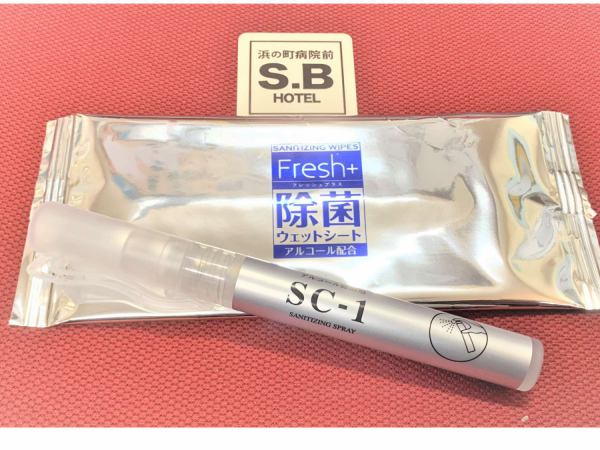 浜の町病院前
S.B
HOTEL
SANITIZING WIPES
Fresh+
フレッシュプラス
除菌
ウェットシート
アルコール配合
SC-1
SANITIZING SPRAY